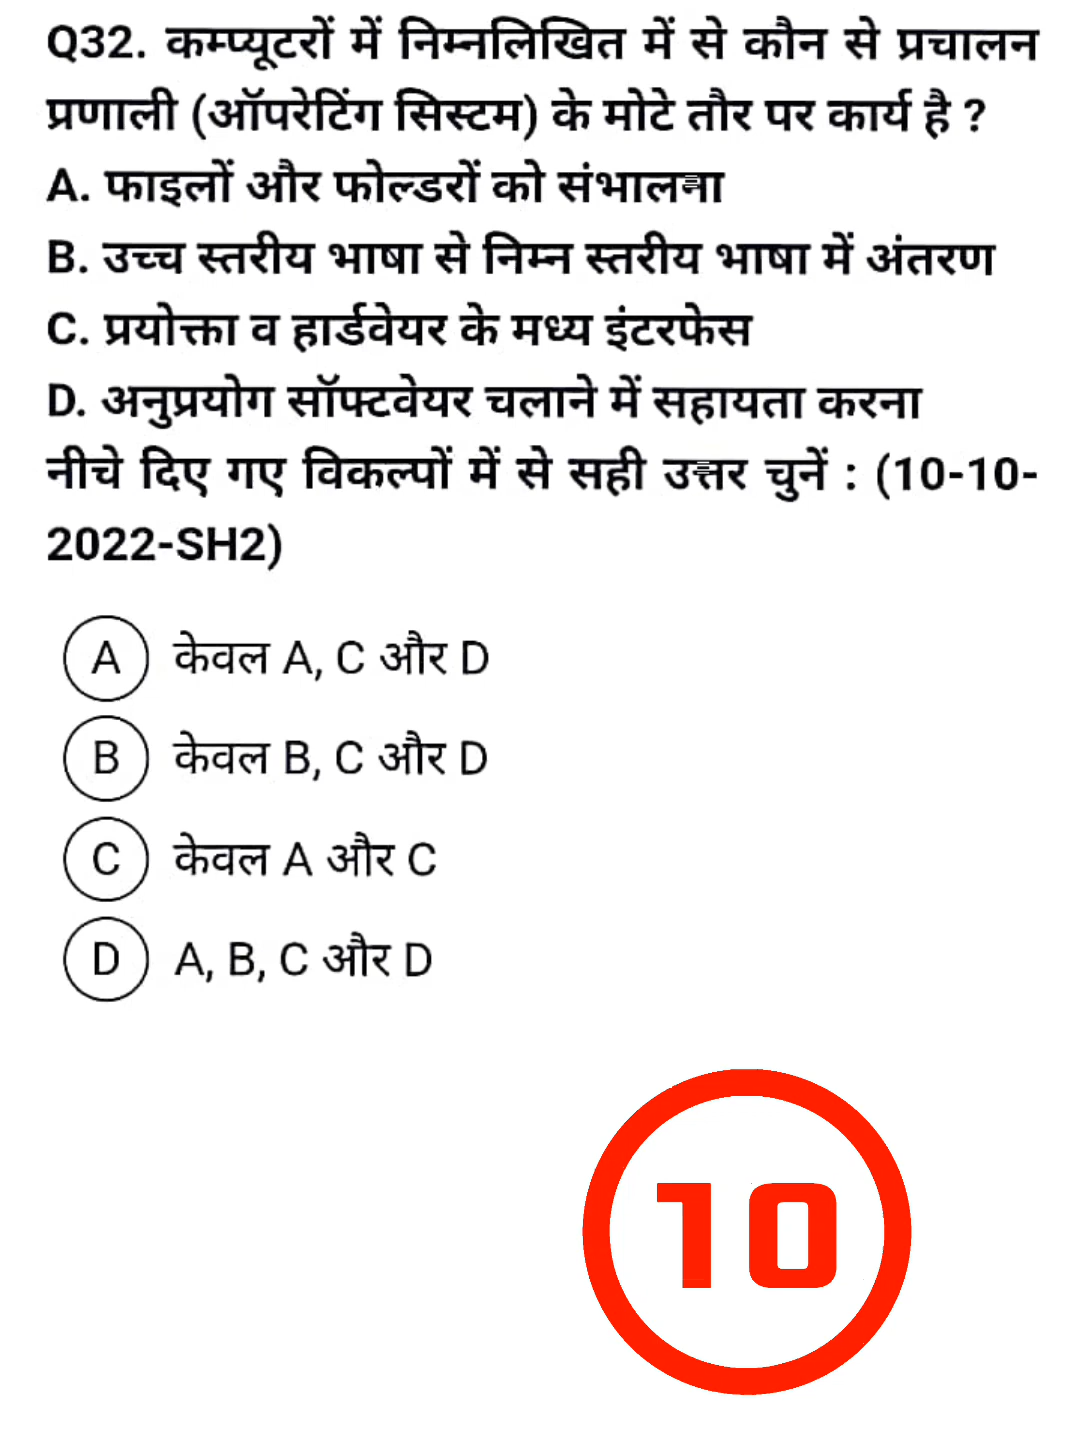 Q32. कम्प्यूटरों में निम्नलिखित में से कौन से प्रचालन
प्रणाली (ऑपरेटिंग सिस्टम) के मोटे तौर पर कार्य है ?
A. फाइलों और फोल्डरों को संभालना
B. उच्च स्तरीय भाषा से निम्न स्तरीय भाषा में अंतरण
C. प्रयोक्ता व हार्डवेयर के मध्य इंटरफेस
D. अनुप्रयोग सॉफ्टवेयर चलाने में सहायता करना
नीचे दिए गए विकल्पों में से सही उत्तर चुनें : (10-10-
2022-SH2)
A केवल A, C और D
B केवल B, C और D
C केवल A और C
D A, B, C और D
10